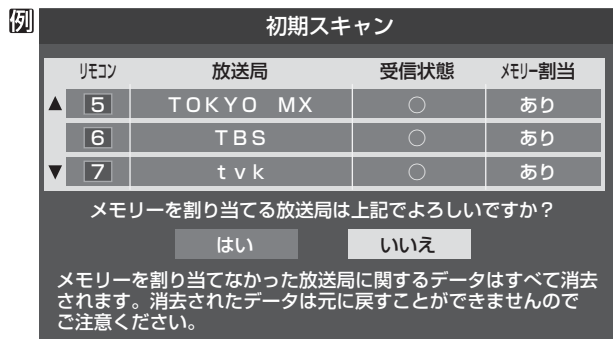 例
初期スキャン
リモコン 放送局 受信状態 メモリー割当
▲ 5 TOKYO MX ○ あり
6 TBS ○ あり
▼ 7 tvk ○ あり
メモリーを割り当てる放送局は上記でよろしいですか？
はい いいえ
メモリーを割り当てなかった放送局に関するデータはすべて消去
されます。消去されたデータは元に戻すことができませんので
ご注意ください。